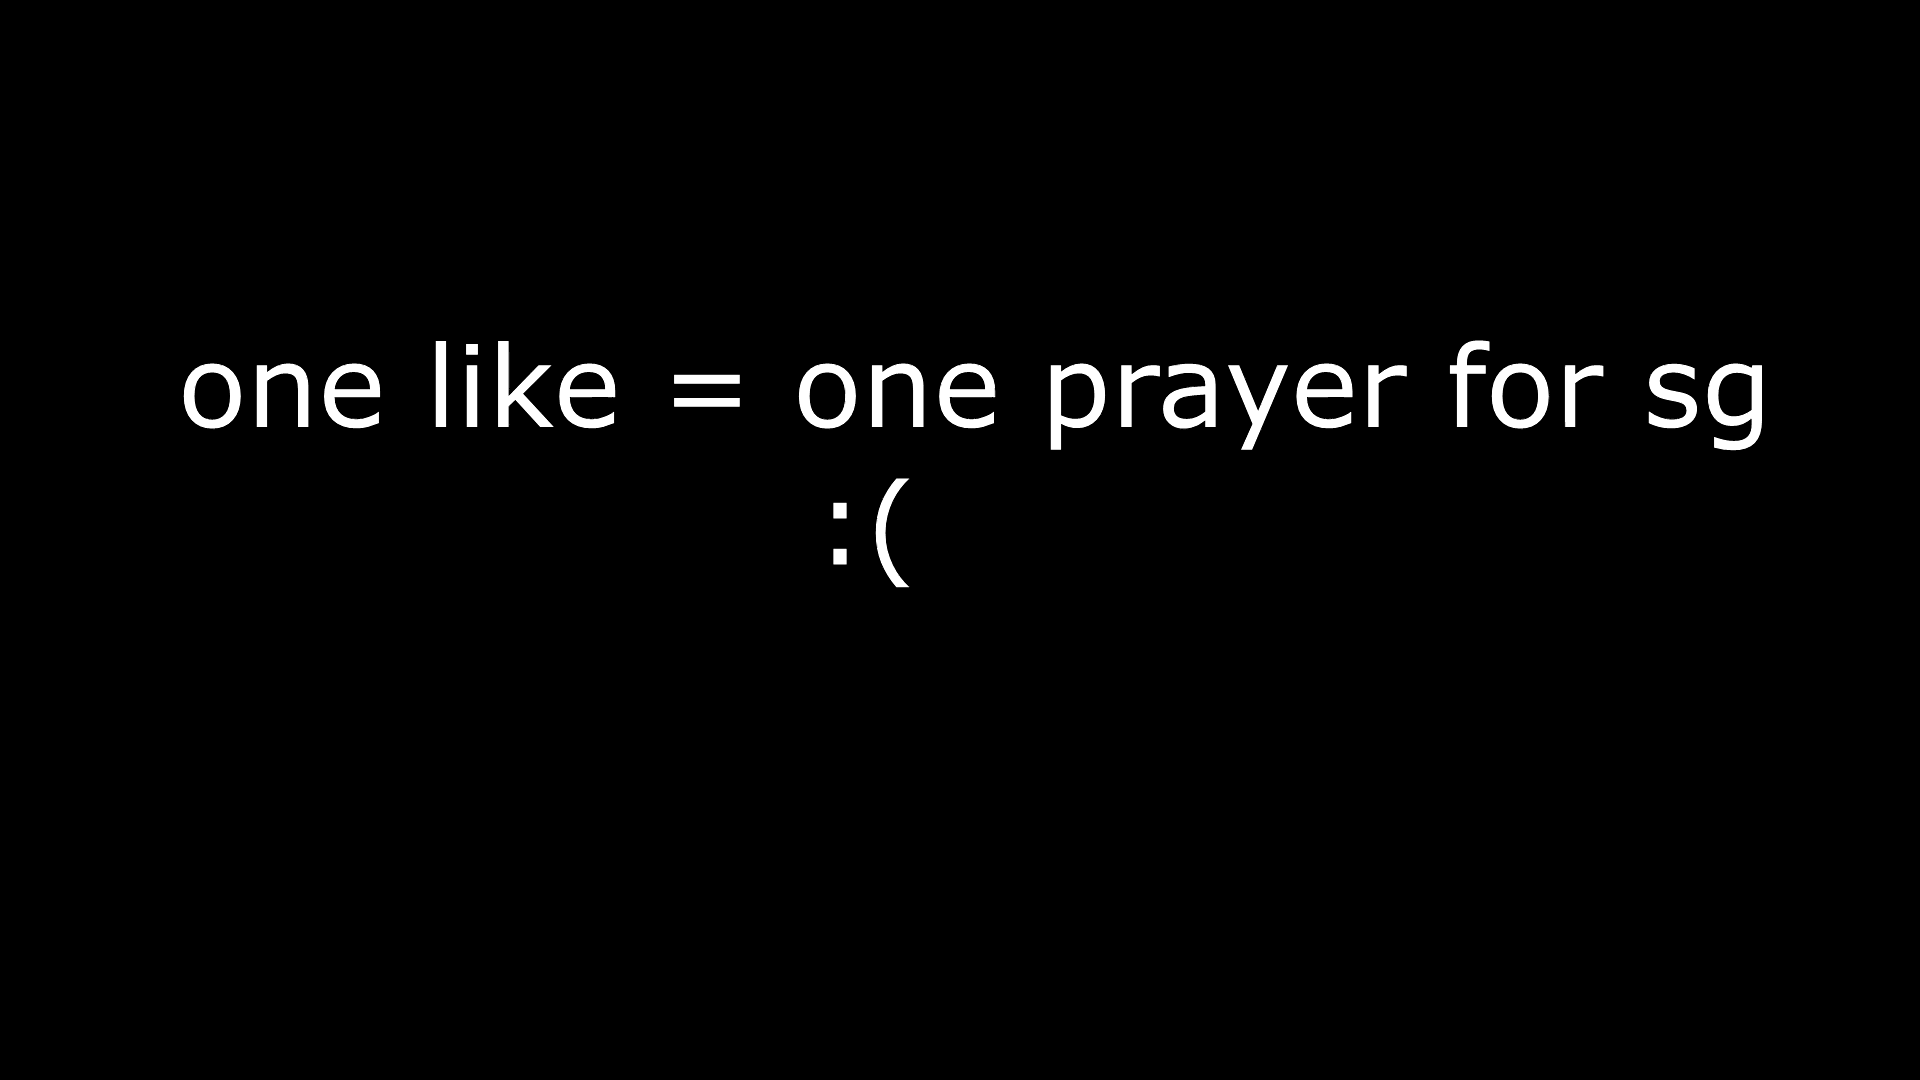 one like = one prayer for sg
:(